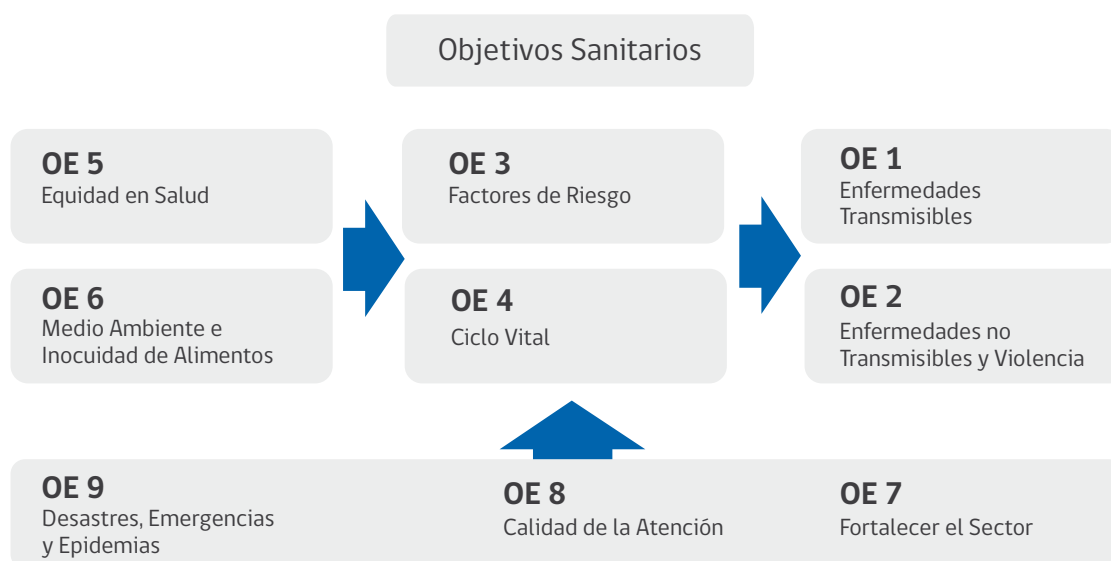 Objetivos Sanitarios
OE 5
Equidad en Salud
OE 3
Factores de Riesgo
OE 1
Enfermedades
Transmisibles
OE 6
Medio Ambiente e
Inocuidad de Alimentos
OE 4
Ciclo Vital
OE 2
Enfermedades no
Transmisibles y Violencia
OE 9
Desastres, Emergencias
y Epidemias
OE 8
Calidad de la Atención
OE 7
Fortalecer el Sector